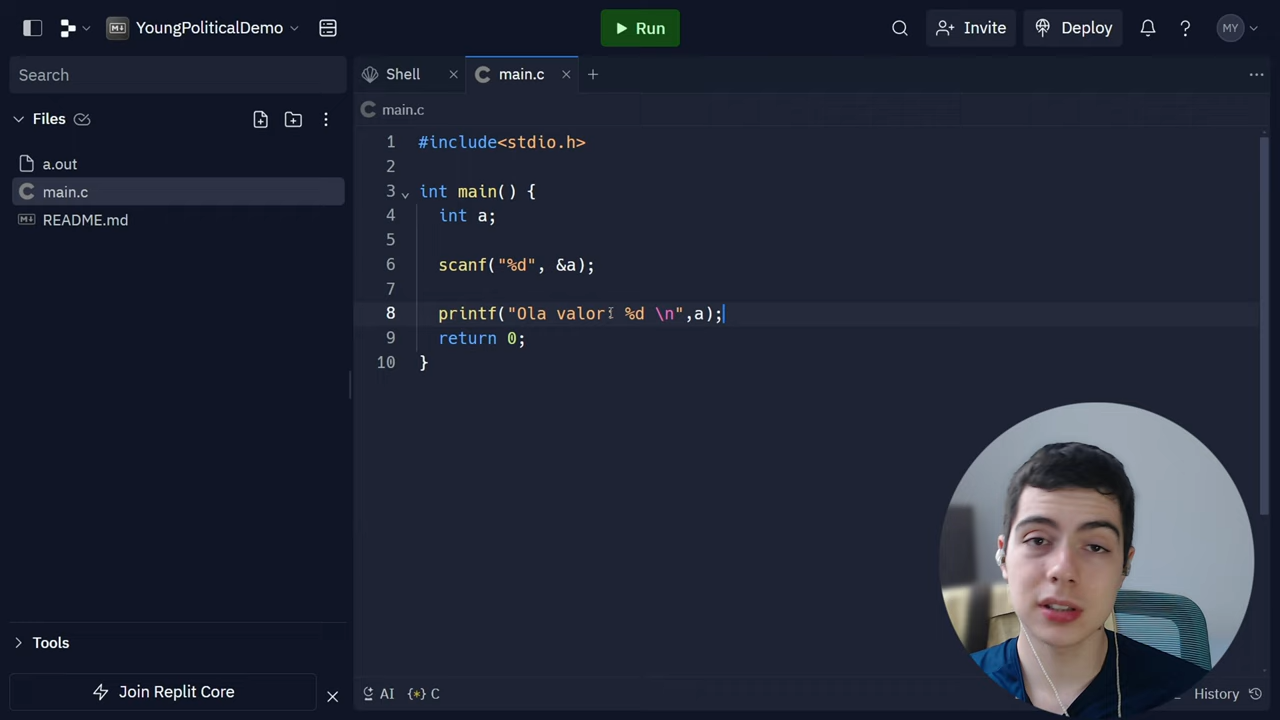 YoungPoliticalDemo
Run
Invite
Deploy
?
MY
Search
Shell
main.c
Files
main.c
a.out
main.c
README.md
1 #include<stdio.h>
2
3 int main() {
4 int a;
5
6 scanf("%d", &a);
7
8 printf("Ola valor: %d \n",a);
9 return 0;
10 }
Tools
Join Replit Core
AI
{*} C
History